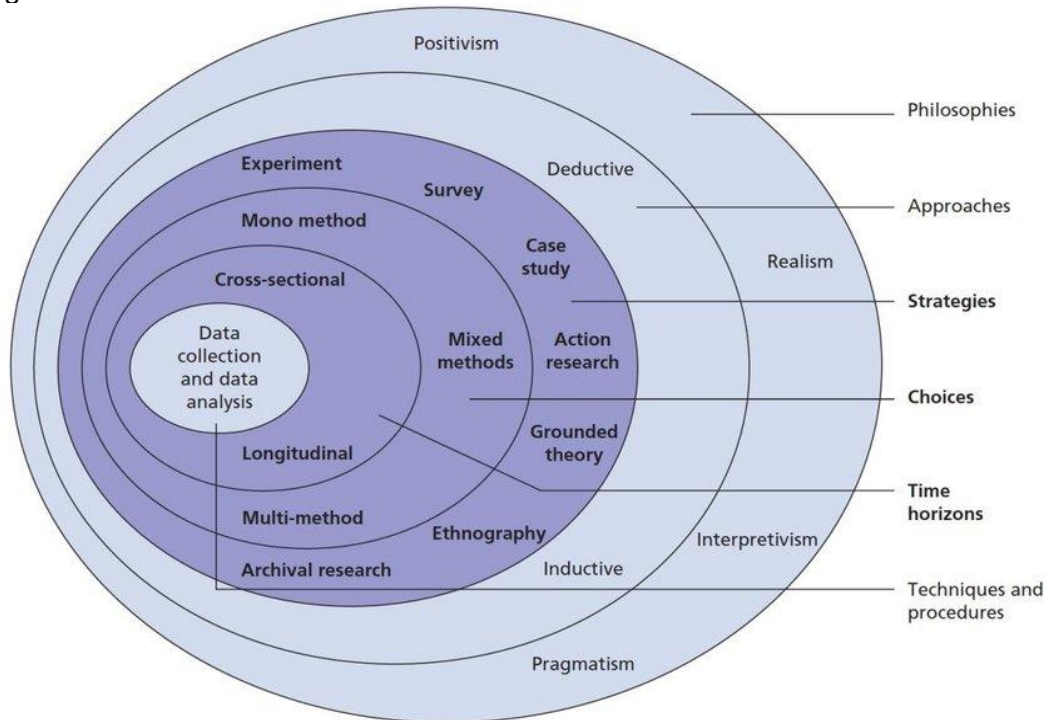 g
Positivism
Philosophies
Experiment
Deductive
Survey
Approaches
Mono method
Case
study
Realism
Cross-sectional
Strategies
Data
collection
and data
analysis
Mixed
methods
Action
research
Choices
Grounded
theory
Longitudinal
Time
horizons
Multi-method
Ethnography
Interpretivism
Archival research
Inductive
Techniques and
procedures
Pragmatism